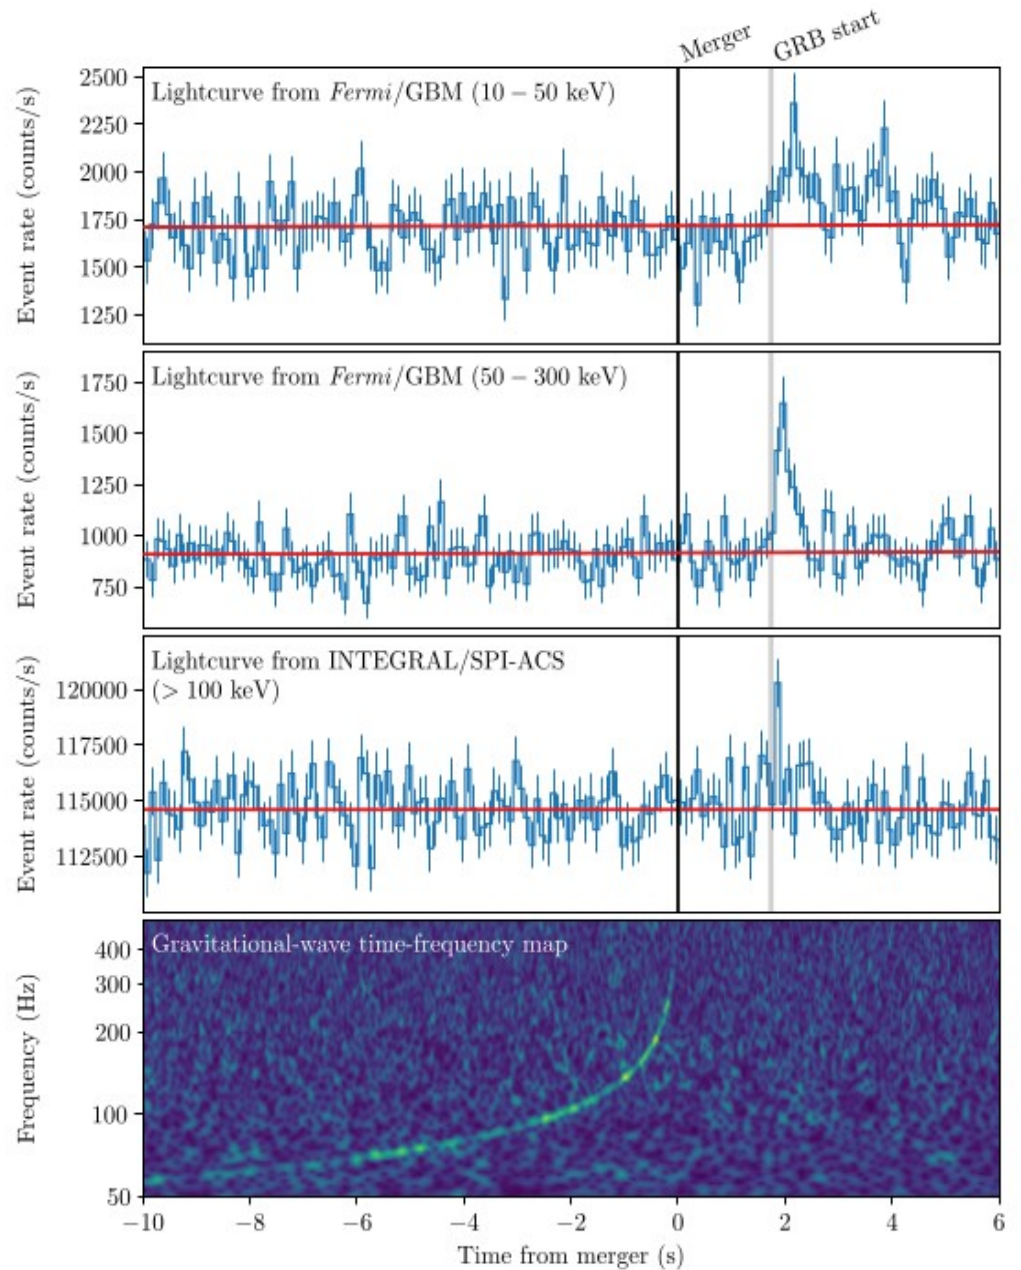 Merger GRB start
2500
Lightcurve from Fermi/GBM (10 − 50 keV)
2250
2000
1750
1500
1250
Event rate (counts/s)
Lightcurve from Fermi/GBM (50 − 300 keV)
1750
1500
1250
1000
750
Event rate (counts/s)
Lightcurve from INTEGRAL/SPI-ACS
(> 100 keV)
120000
117500
115000
112500
Event rate (counts/s)
Gravitational-wave time-frequency map
400
300
200
100
50
Frequency (Hz)
−10 −8 −6 −4 −2 0 2 4 6
Time from merger (s)